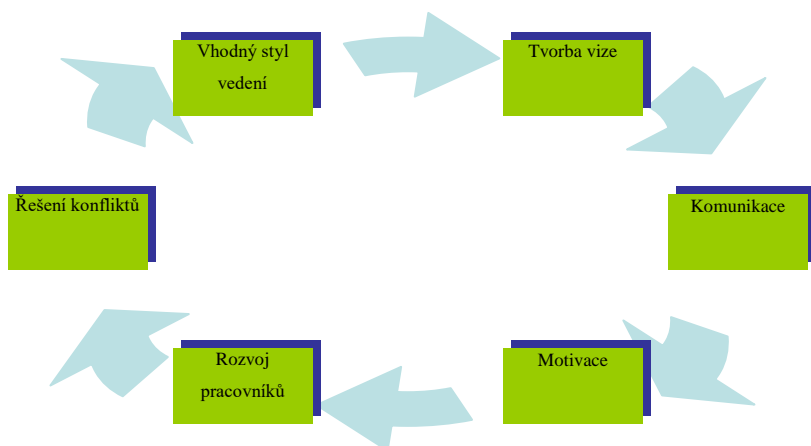 Vhodný styl
vedení
Tvorba vize
Řešení konfliktů
Komunikace
Rozvoj
pracovníků
Motivace